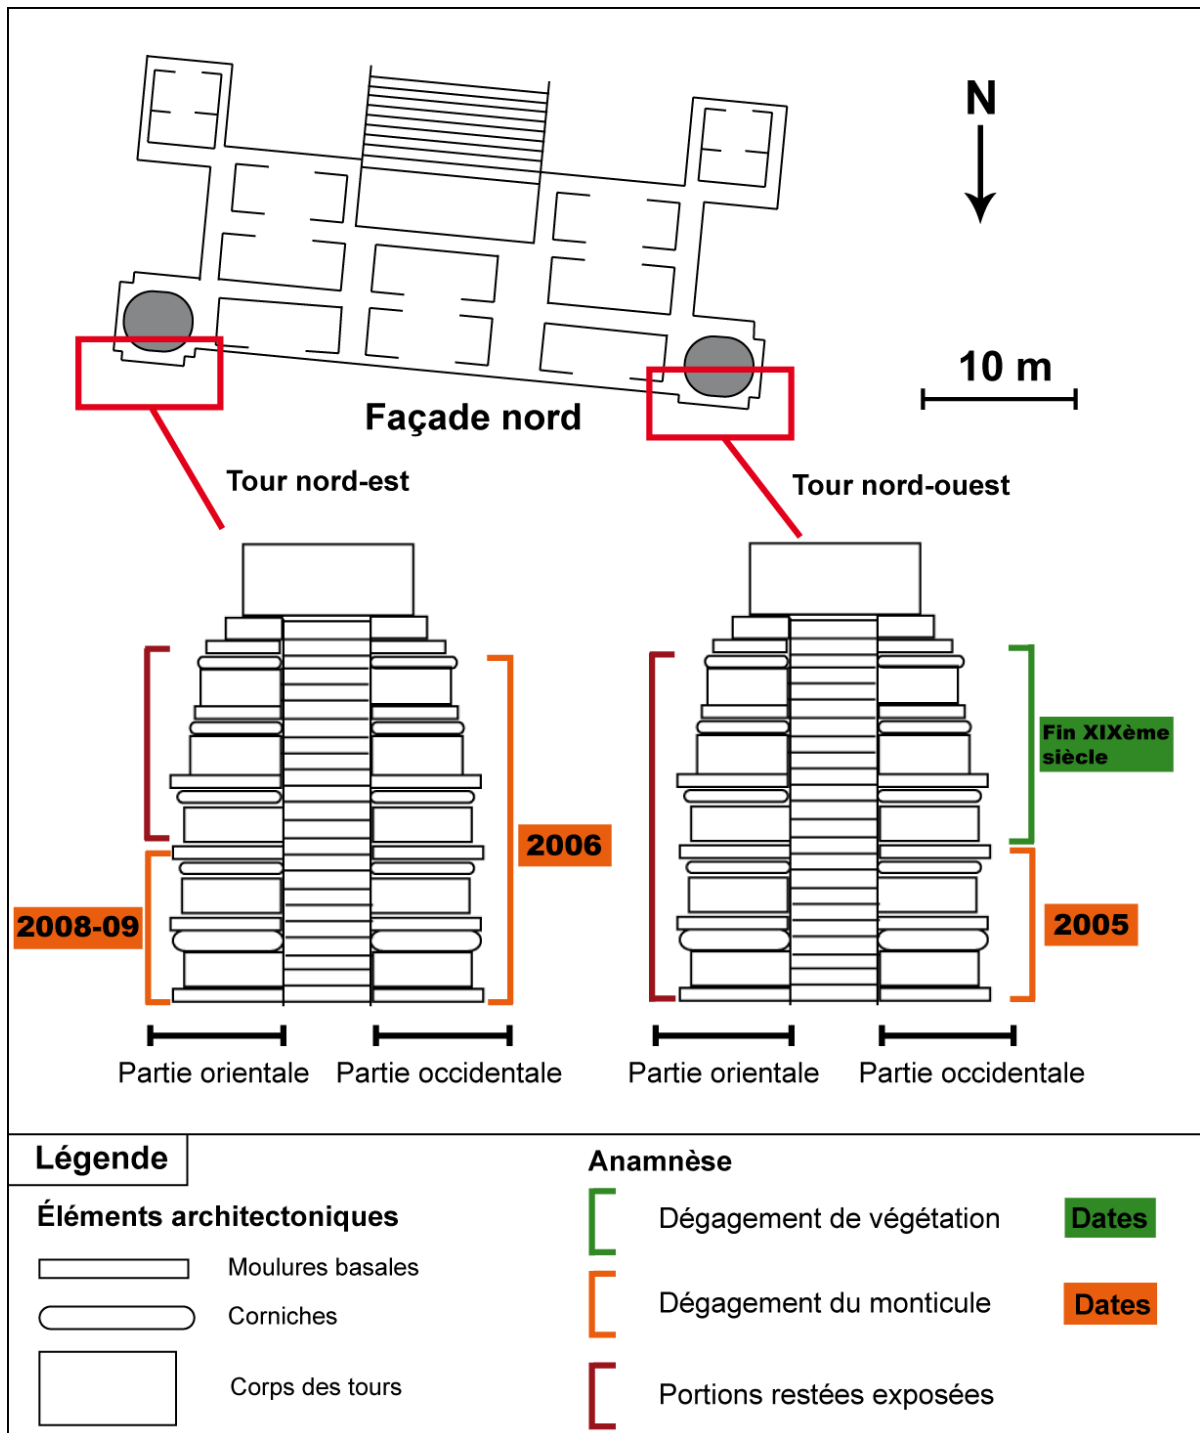 N
10 m
Façade nord
Tour nord-est
Tour nord-ouest
Fin XIXème
siècle
2006
2008-09
2005
Partie orientale
Partie occidentale
Partie orientale
Partie occidentale
Légende
Éléments architectoniques
Moulures basales
Corniches
Corps des tours
Anamnèse
Dégagement de végétation
Dates
Dégagement du monticule
Dates
Portions restées exposées